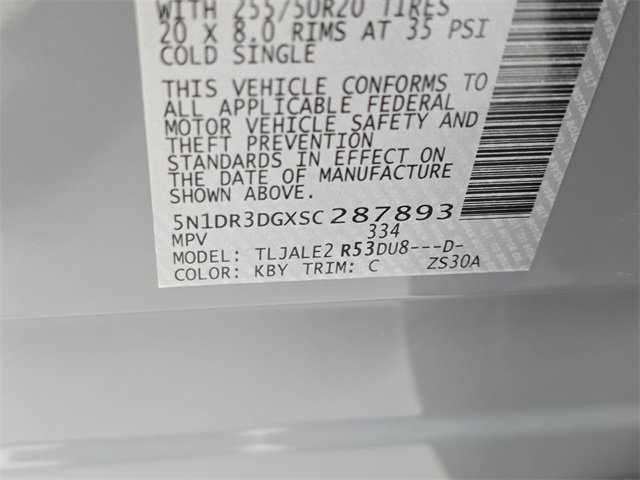 WITH 255/50R20 TIRES
20 X 8.0 RIMS AT 35 PSI
COLD SINGLE
THIS VEHICLE CONFORMS TO
ALL APPLICABLE FEDERAL
MOTOR VEHICLE SAFETY AND
THEFT PREVENTION
STANDARDS IN EFFECT ON
THE DATE OF MANUFACTURE
SHOWN ABOVE.
5N1DR3DGXSC287893
MPV 334
MODEL: TLJALE2 R53DU8---D-
COLOR: KBY TRIM: C ZS30A